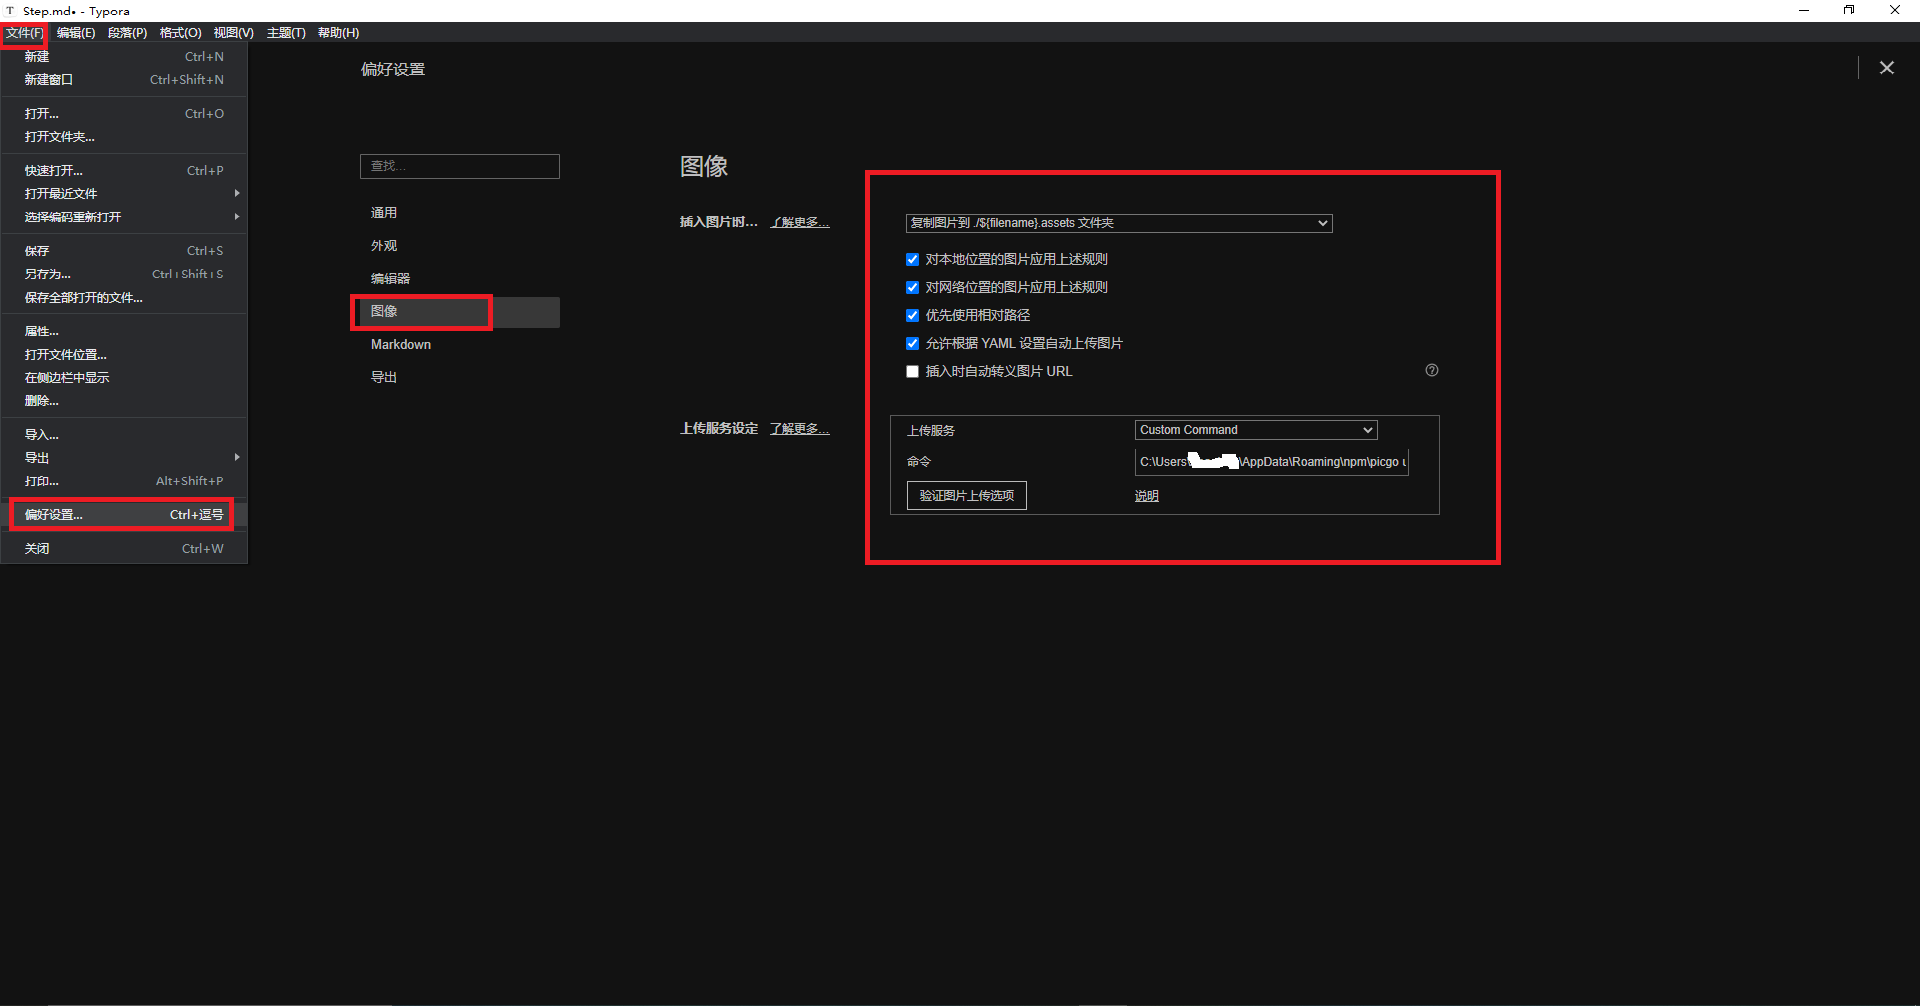 T Step.md• - Typora
文件(F) 编辑(E) 段落(P) 格式(O) 视图(V) 主题(T) 帮助(H)
新建 Ctrl+N
新建窗口 Ctrl+Shift+N
打开... Ctrl+O
打开文件夹...
快速打开... Ctrl+P
打开最近文件
选择编码重新打开
保存 Ctrl+S
另存为... Ctrl+Shift+S
保存全部打开的文件...
属性...
打开文件位置...
在侧边栏中显示
删除...
导入...
导出
打印... Alt+Shift+P
偏好设置... Ctrl+逗号
关闭 Ctrl+W
偏好设置
查找...
通用
外观
编辑器
图像
Markdown
导出
图像
插入图片时... 了解更多...
复制图片到 ./${filename}.assets 文件夹
对本地位置的图片应用上述规则
对网络位置的图片应用上述规则
优先使用相对路径
允许根据 YAML 设置自动上传图片
插入时自动转义图片 URL
上传服务设定 了解更多...
上传服务 Custom Command
命令 C:\Users\ \AppData\Roaming\npm\picgo u
验证图片上传选项 说明